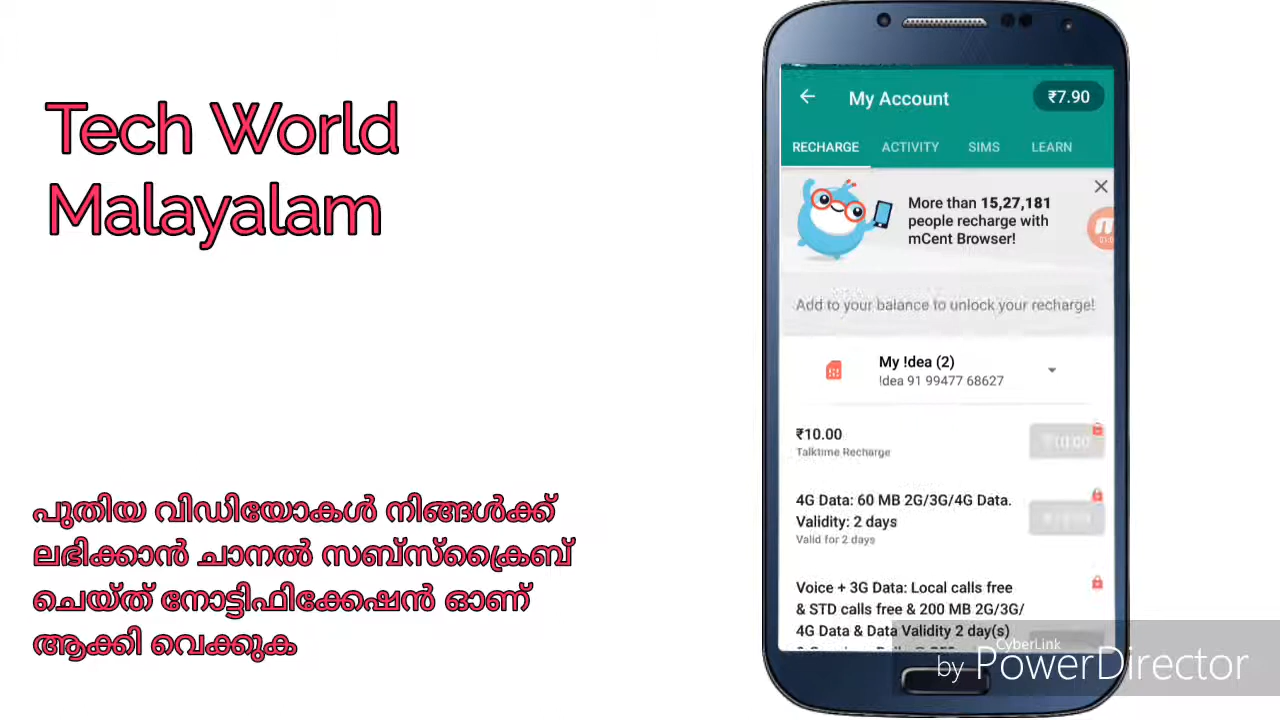 Tech World
Malayalam
പുതിയ വിഡിയോകൾ നിങ്ങൾക്ക്
ലഭിക്കാൻ ചാനൽ സബ്സ്ക്രൈബ്
ചെയ്ത് നോട്ടിഫിക്കേഷൻ ഓണ്
ആക്കി വെക്കുക
My Account
₹7.90
RECHARGE
ACTIVITY
SIMS
LEARN
More than 15,27,181
people recharge with
mCent Browser!
Add to your balance to unlock your recharge!
My !dea (2)
!dea 91 99477 68627
₹10.00
Talktime Recharge
4G Data: 60 MB 2G/3G/4G Data.
Validity: 2 days
Valid for 2 days
Voice + 3G Data: Local calls free
& STD calls free & 200 MB 2G/3G/
4G Data & Data Validity 2 day(s)
CyberLink
by PowerDirector